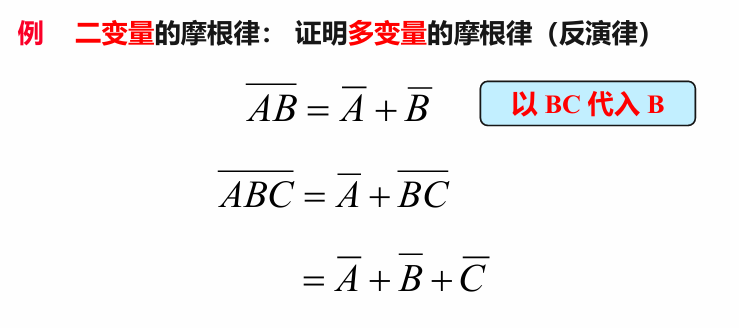 例 二变量的摩根律： 证明多变量的摩根律（反演律）
$\overline{AB} = \overline{A} + \overline{B}$ 以 BC 代入 B
$\overline{ABC} = \overline{A} + \overline{BC}$
$= \overline{A} + \overline{B} + \overline{C}$